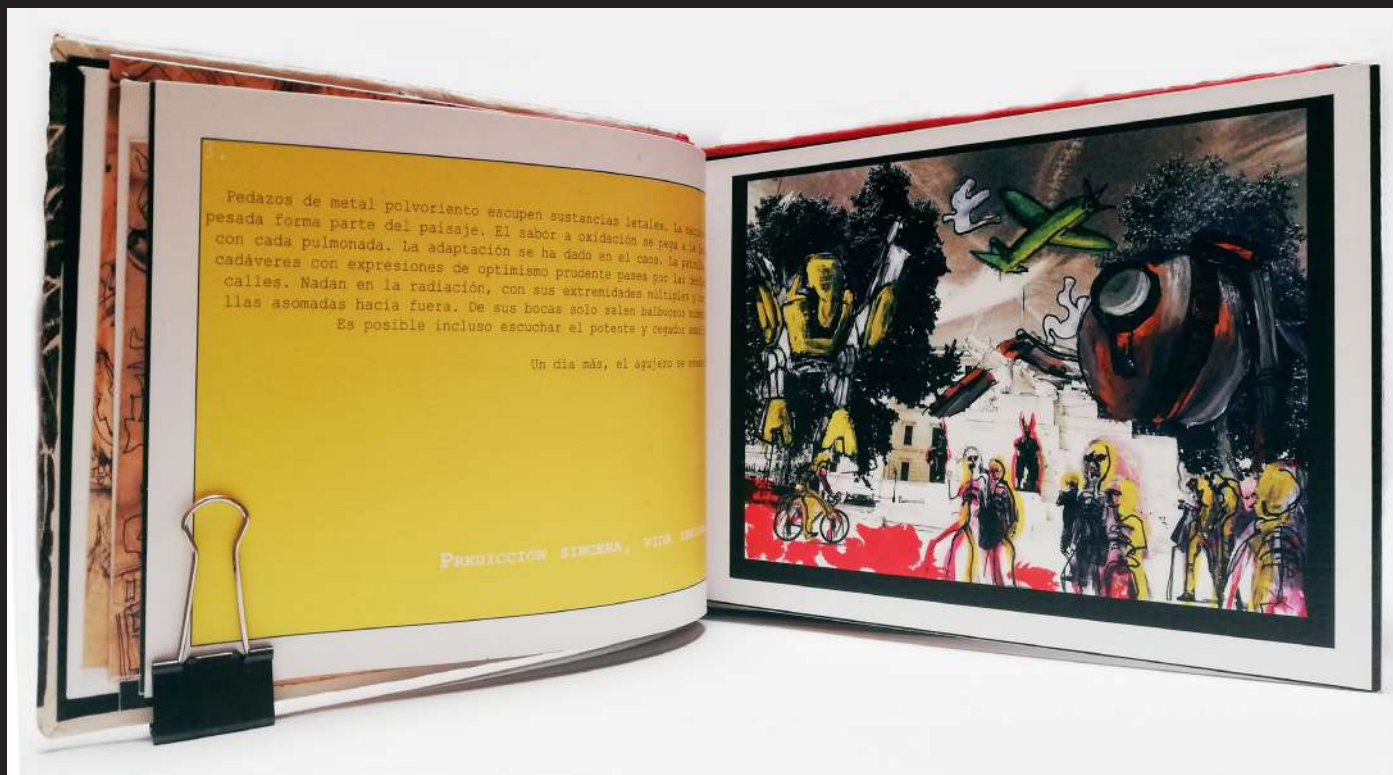 Pedazos de metal polvoriento escupen sustancias letales. La
pesada forma parte del paisaje. El sabor a oxidación se pega a la
con cada pulmonada. La adaptación se ha dado en el caos. La
cadáveres con expresiones de optimismo prudente pasea por las
calles. Nadan en la radiación, con sus extremidades múltiples y
llas asomadas hacia fuera. De sus bocas solo salen balbuceos
Es posible incluso escuchar el potente y cegador
Un día más, el agujero se
PREDICCIÓN SINCERA, VIDA